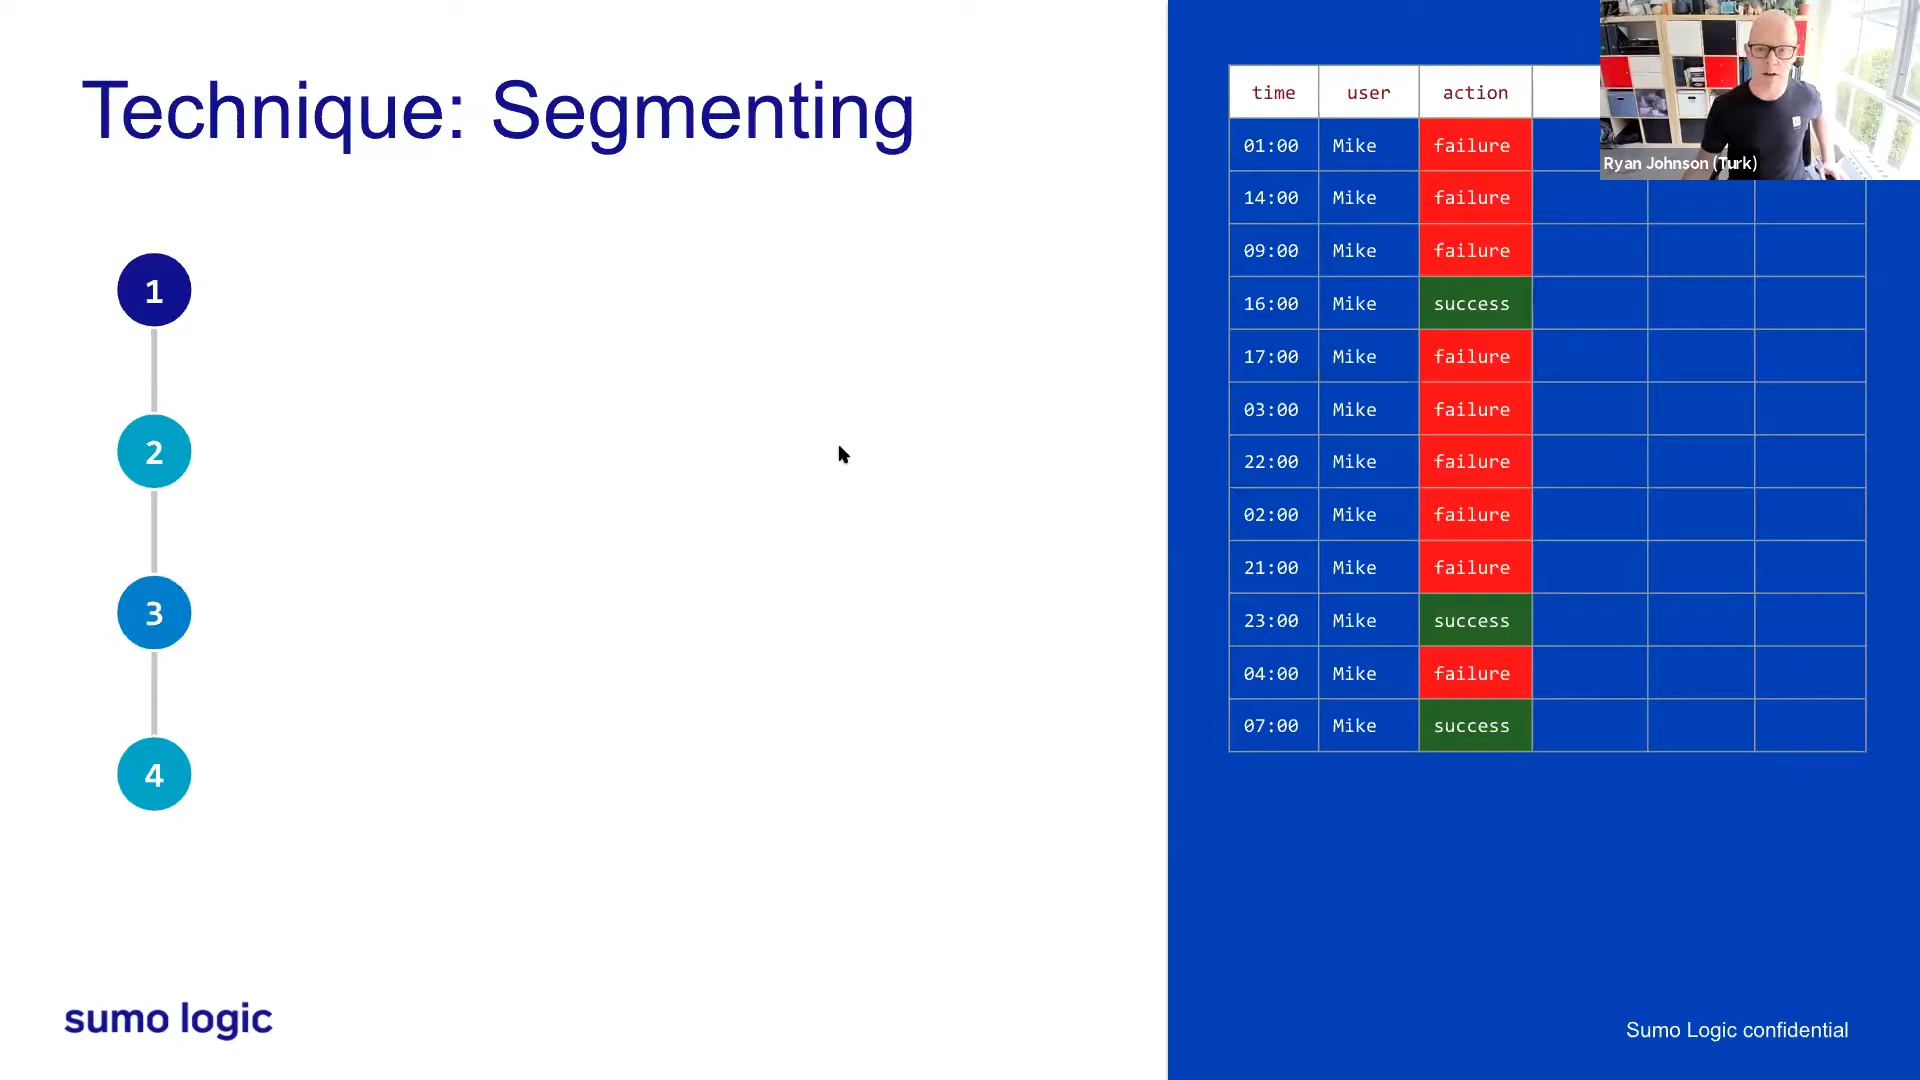 Technique: Segmenting
1
2
3
4
time user action
01:00 Mike failure
14:00 Mike failure
09:00 Mike failure
16:00 Mike success
17:00 Mike failure
03:00 Mike failure
22:00 Mike failure
02:00 Mike failure
21:00 Mike failure
23:00 Mike success
04:00 Mike failure
07:00 Mike success
Ryan Johnson (Turk)
sumo logic
Sumo Logic confidential